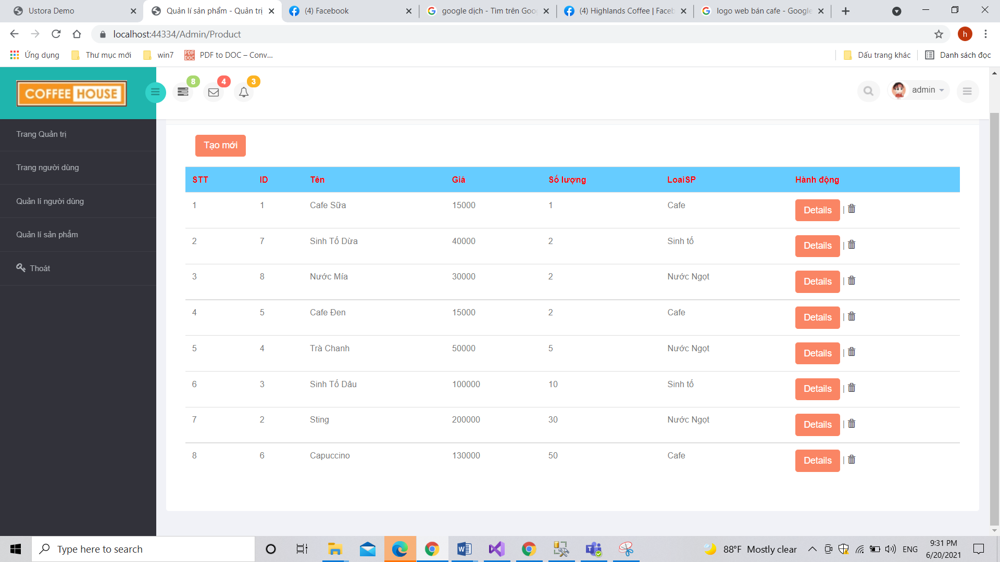 Ustora Demo
Quản lí sản phẩm - Quản trị
(4) Facebook
google dịch - Tìm trên Goo
(4) Highlands Coffee | Faceb
logo web bán cafe - Google
localhost:44334/Admin/Product
h
Ứng dụng
Thư mục mới
win7
PDF DOC
PDF to DOC – Conv...
Dấu trang khác
Danh sách đọc
COFFEE HOUSE
8
4
3
admin
Trang Quản trị
Trang người dùng
Quản lí người dùng
Quản lí sản phẩm
Thoát
Tạo mới
STT ID Tên Giá Số lượng LoaiSP Hành động
1 1 Cafe Sữa 15000 1 Cafe Details |
2 7 Sinh Tố Dừa 40000 2 Sinh tố Details |
3 8 Nước Mía 30000 2 Nước Ngọt Details |
4 5 Cafe Đen 15000 2 Cafe Details |
5 4 Trà Chanh 50000 5 Nước Ngọt Details |
6 3 Sinh Tố Dâu 100000 10 Sinh tố Details |
7 2 Sting 200000 30 Nước Ngọt Details |
8 6 Capuccino 130000 50 Cafe Details |
Type here to search
88°F Mostly clear
ENG
9:31 PM
6/20/2021